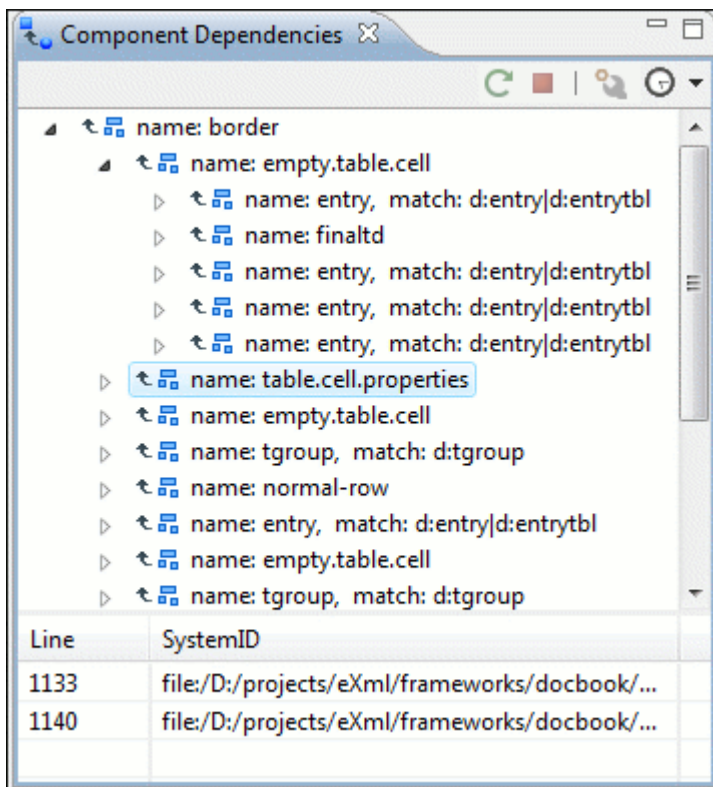 Component Dependencies
name: border
name: empty.table.cell
name: entry, match: d:entry|d:entrytbl
name: finaltd
name: entry, match: d:entry|d:entrytbl
name: entry, match: d:entry|d:entrytbl
name: entry, match: d:entry|d:entrytbl
name: table.cell.properties
name: empty.table.cell
name: tgroup, match: d:tgroup
name: normal-row
name: entry, match: d:entry|d:entrytbl
name: empty.table.cell
name: tgroup, match: d:tgroup
Line SystemID
1133 file:/D:/projects/eXml/frameworks/docbook/...
1140 file:/D:/projects/eXml/frameworks/docbook/...